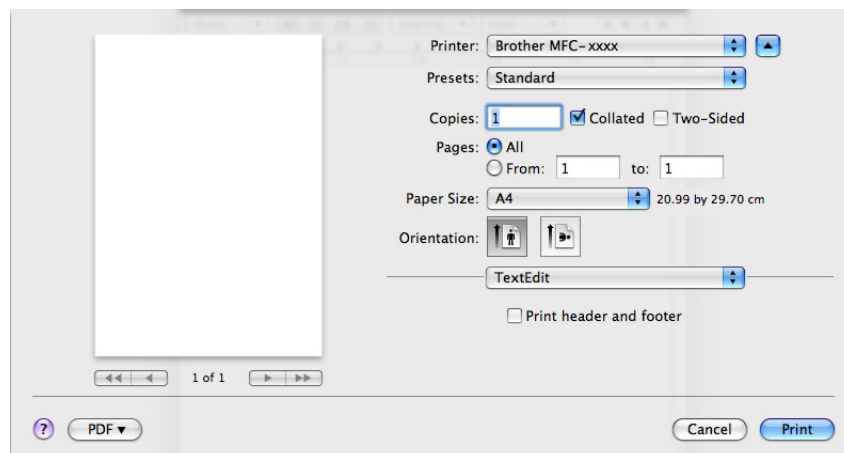 Printer: Brother MFC-xxxx
Presets: Standard
Copies: 1 Collated Two-Sided
Pages: All
From: 1 to: 1
Paper Size: A4 20.99 by 29.70 cm
Orientation:
TextEdit
Print header and footer
1 of 1
? PDF Cancel Print